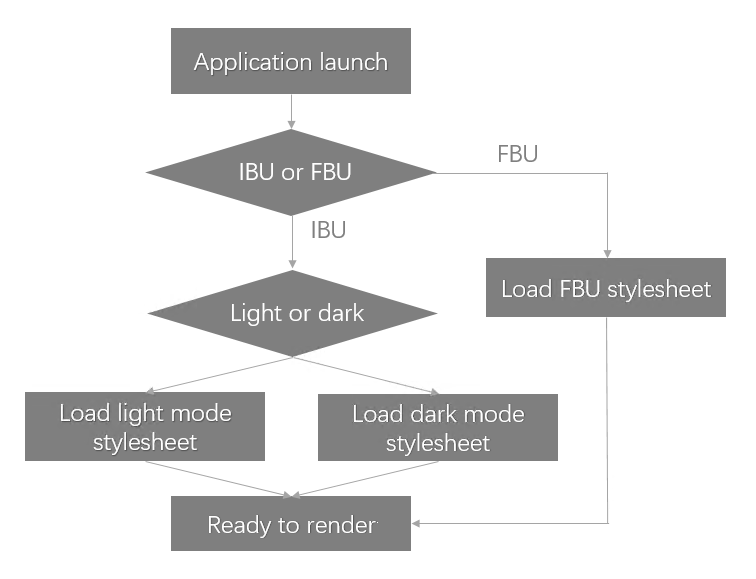 Application launch
IBU or FBU
FBU
IBU
Load FBU stylesheet
Light or dark
Load light mode
stylesheet
Load dark mode
stylesheet
Ready to render